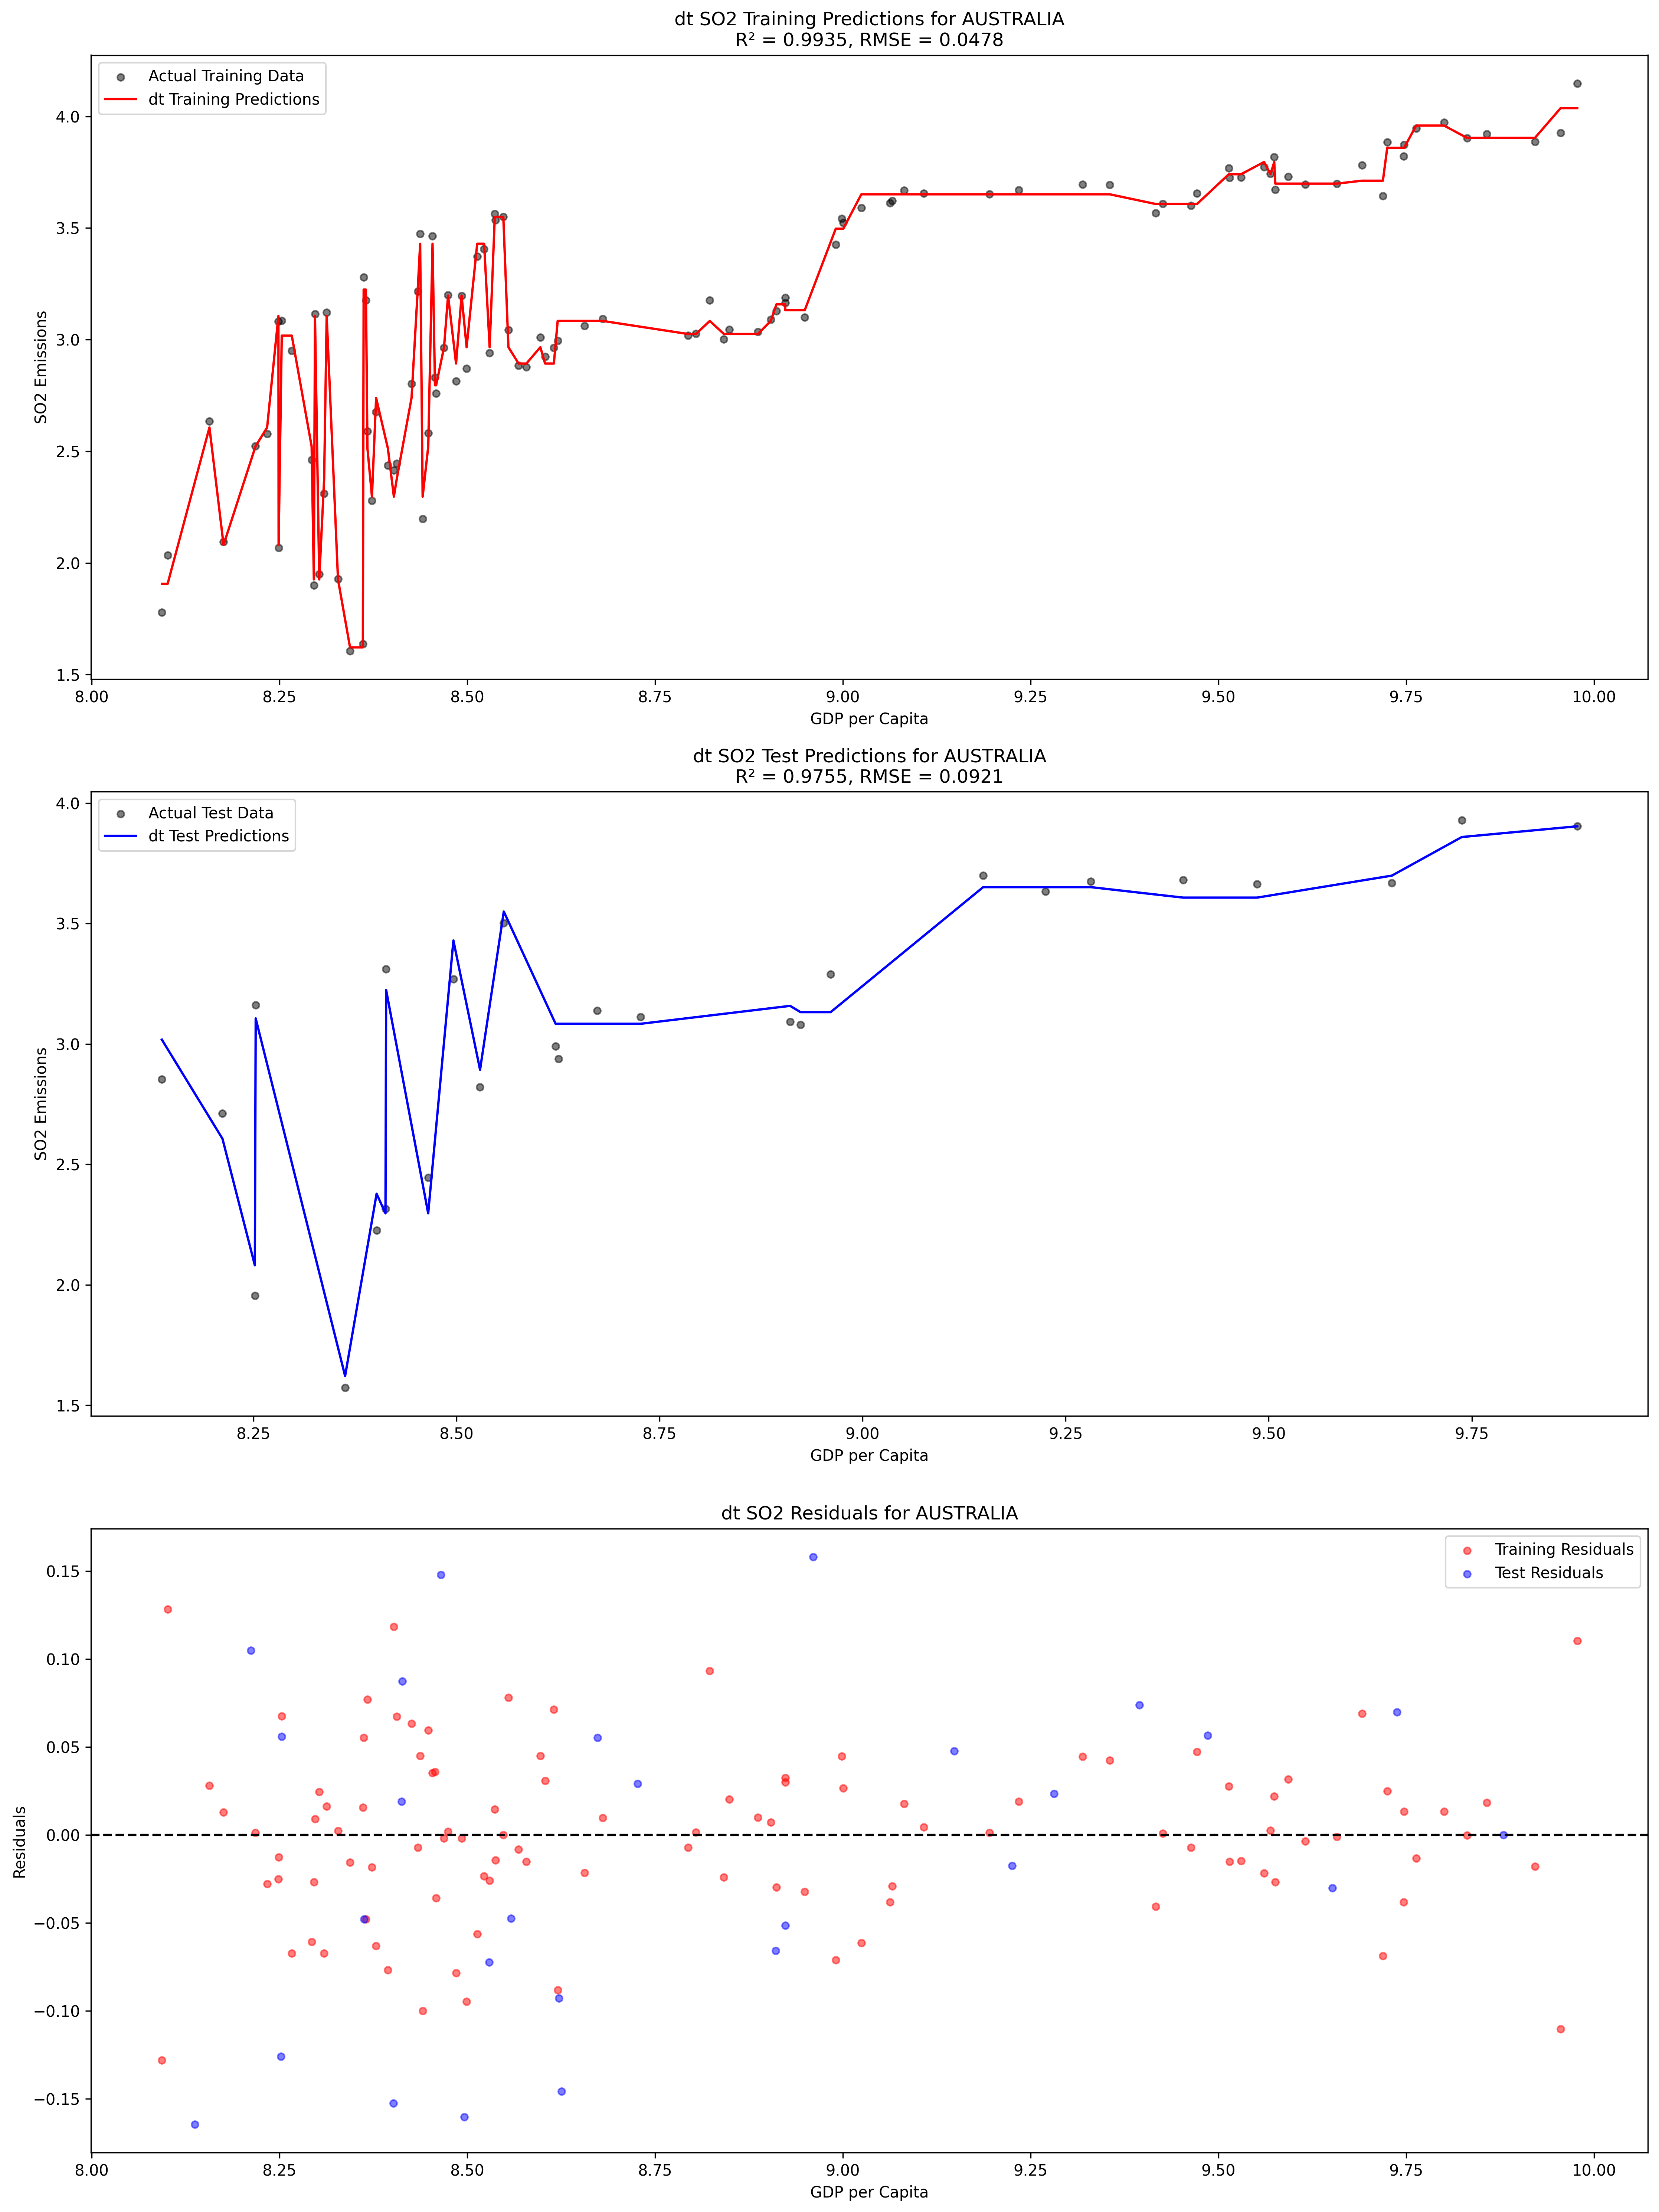 dt SO2 Training Predictions for AUSTRALIA
R² = 0.9935, RMSE = 0.0478
Actual Training Data
dt Training Predictions
SO2 Emissions
4.0
3.5
3.0
2.5
2.0
1.5
8.00 8.25 8.50 8.75 9.00 9.25 9.50 9.75 10.00
GDP per Capita
dt SO2 Test Predictions for AUSTRALIA
R² = 0.9755, RMSE = 0.0921
Actual Test Data
dt Test Predictions
SO2 Emissions
4.0
3.5
3.0
2.5
2.0
1.5
8.25 8.50 8.75 9.00 9.25 9.50 9.75
GDP per Capita
dt SO2 Residuals for AUSTRALIA
Training Residuals
Test Residuals
Residuals
0.15
0.10
0.05
0.00
−0.05
−0.10
−0.15
8.00 8.25 8.50 8.75 9.00 9.25 9.50 9.75 10.00
GDP per Capita